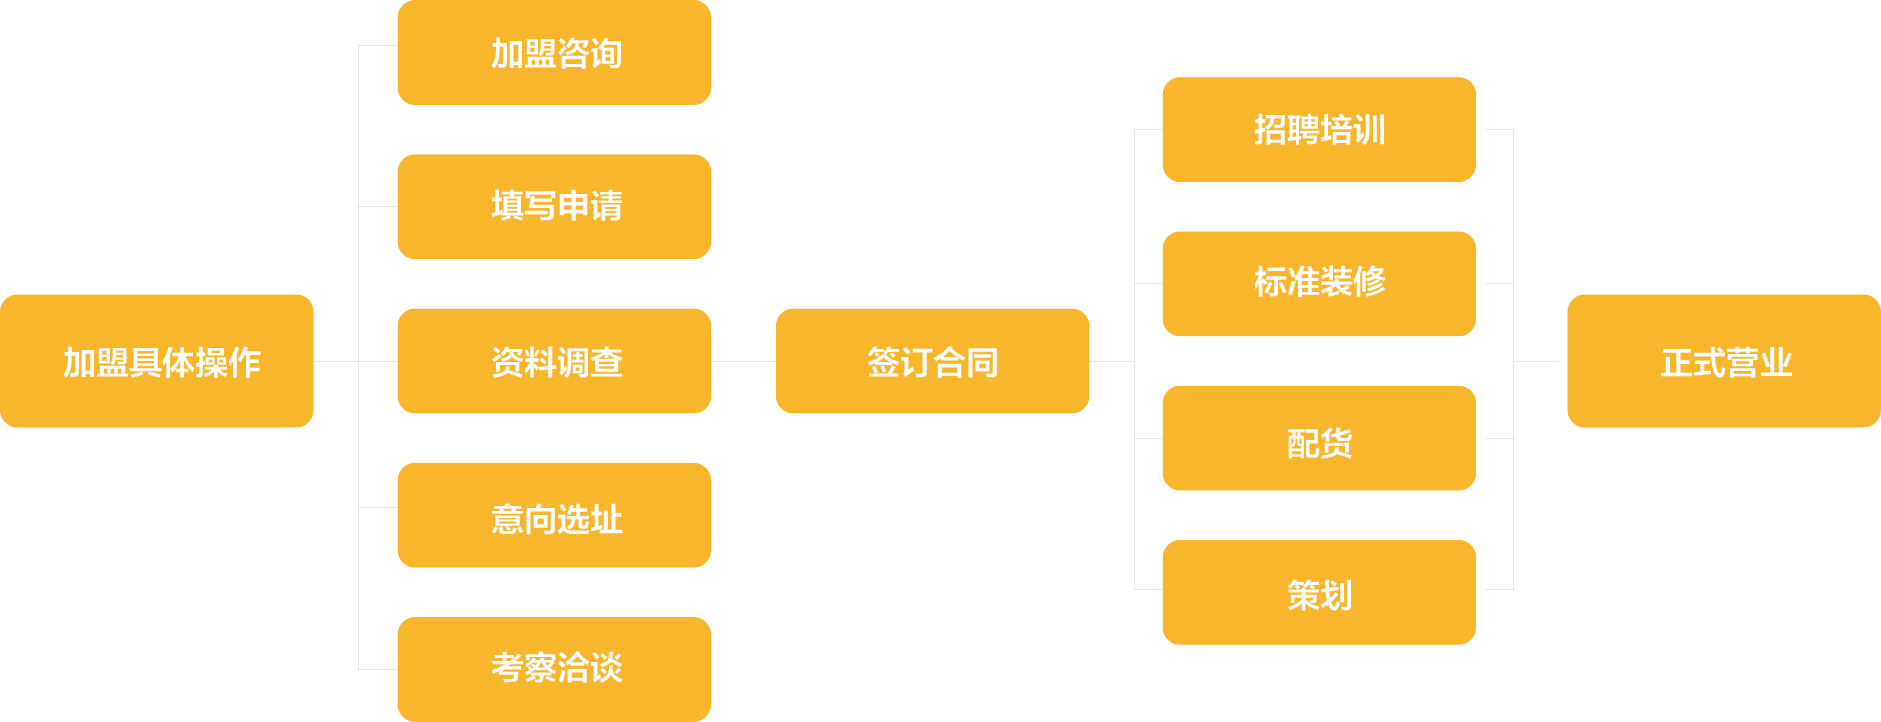 加盟具体操作
加盟咨询
填写申请
资料调查
意向选址
考察洽谈
签订合同
招聘培训
标准装修
配货
策划
正式营业